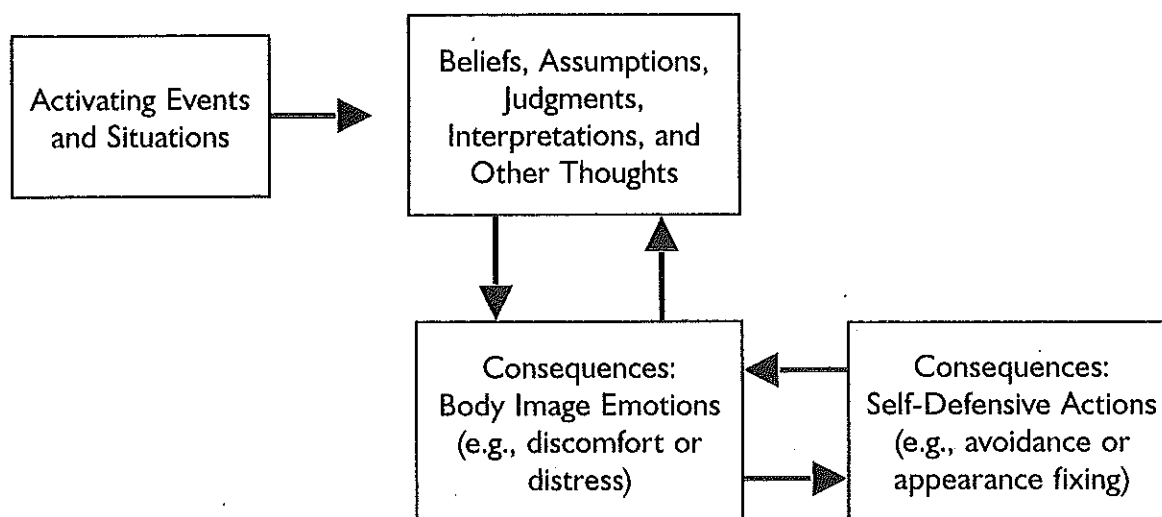 Activating Events
and Situations
Beliefs, Assumptions,
Judgments,
Interpretations, and
Other Thoughts
Consequences:
Body Image Emotions
(e.g., discomfort or
distress)
Consequences:
Self-Defensive Actions
(e.g., avoidance or
appearance fixing)